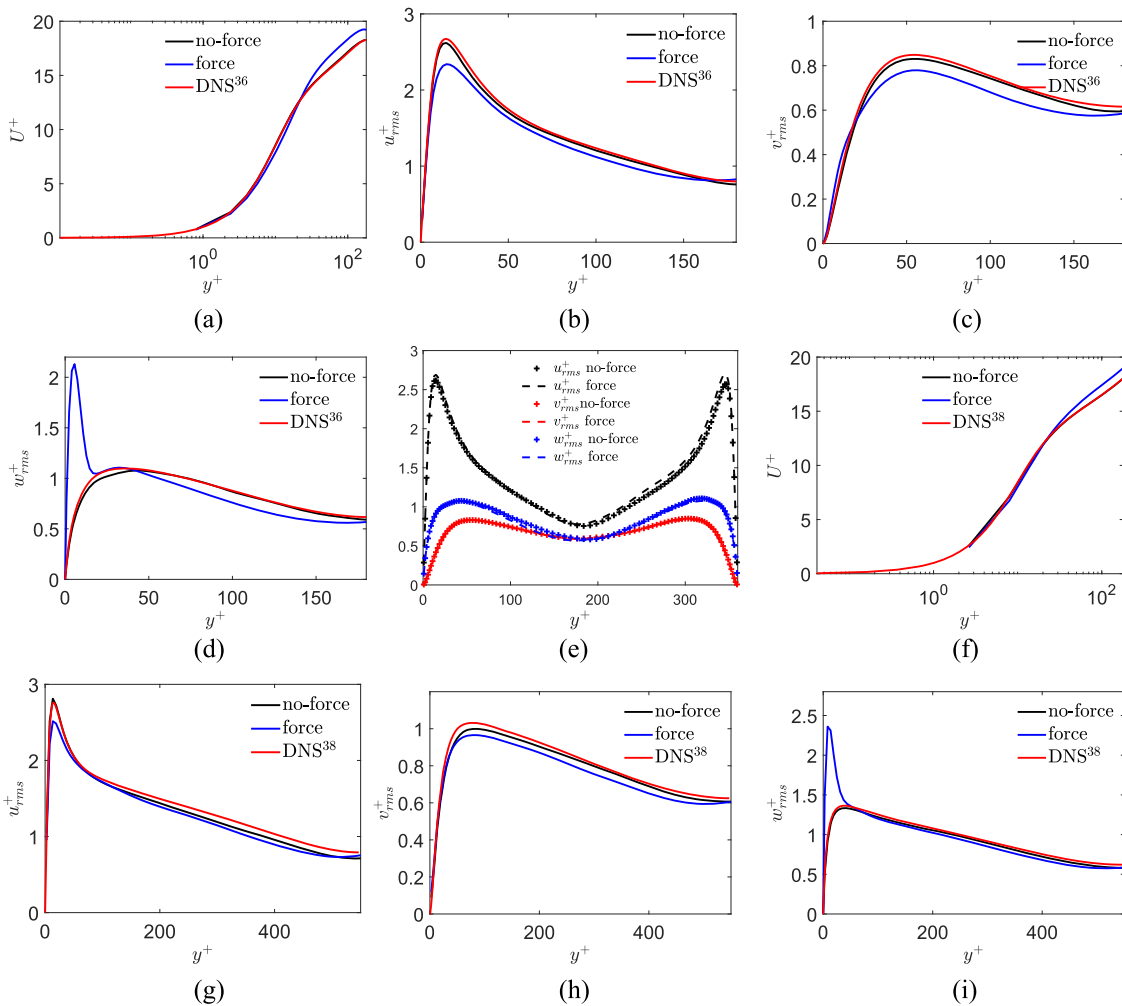 20
15
10
5
0
U+
no-force
force
DNS36
10^0
10^2
y+
(a)
3
2
1
0
u+rms
no-force
force
DNS36
0
50
100
150
y+
(b)
1
0.8
0.6
0.4
0.2
0
v+rms
no-force
force
DNS36
0
50
100
150
y+
(c)
2.5
2
1.5
1
0.5
0
w+rms
no-force
force
DNS36
0
50
100
150
y+
(d)
3
2.5
2
1.5
1
0.5
0
u+rms no-force
u+rms force
v+rms no-force
v+rms force
w+rms no-force
w+rms force
0
100
200
300
y+
(e)
20
15
10
5
0
U+
no-force
force
DNS38
10^0
10^2
y+
(f)
3
2
1
0
u+rms
no-force
force
DNS38
0
200
400
y+
(g)
1.2
1
0.8
0.6
0.4
0.2
0
v+rms
no-force
force
DNS38
0
200
400
y+
(h)
3
2.5
2
1.5
1
0.5
0
w+rms
no-force
force
DNS38
0
200
400
y+
(i)